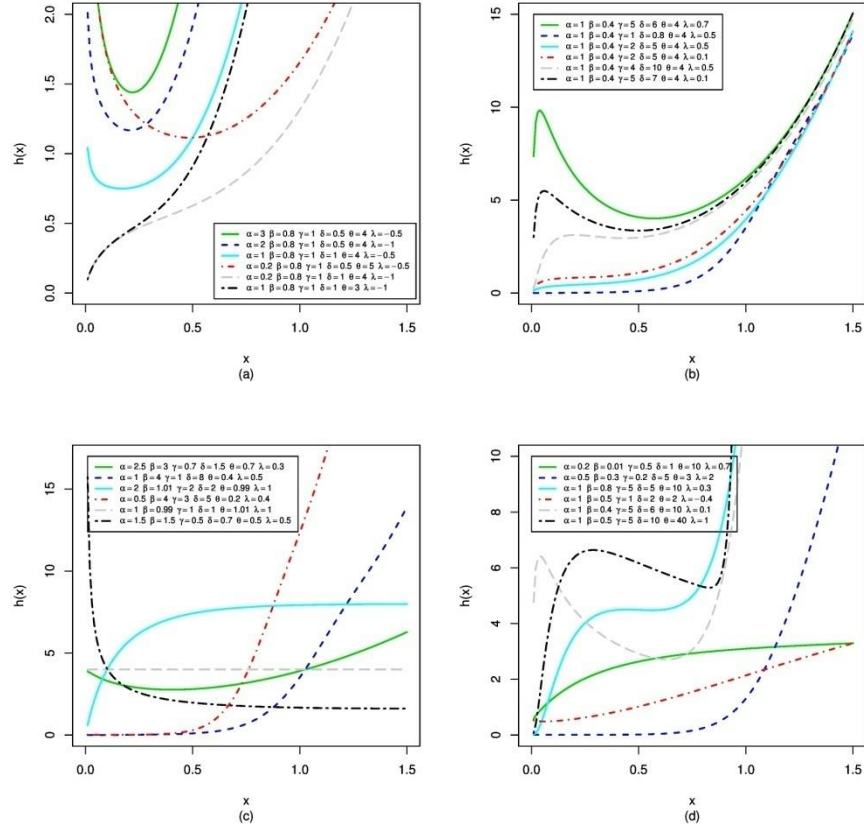 2.0
1.5
1.0
0.5
0.0
h(x)
α=3 β=0.8 γ=1 δ=0.5 θ=4 λ=−0.5
α=2 β=0.8 γ=1 δ=0.5 θ=4 λ=−1
α=1 β=0.8 γ=1 δ=1 θ=4 λ=−0.5
α=0.2 β=0.8 γ=1 δ=0.5 θ=5 λ=−0.5
α=0.2 β=0.8 γ=1 δ=1 θ=4 λ=−1
α=1 β=0.8 γ=1 δ=1 θ=3 λ=−1
0.0 0.5 1.0 1.5
x
(a)
15
10
5
0
h(x)
α=1 β=0.4 γ=5 δ=6 θ=4 λ=0.7
α=1 β=0.4 γ=1 δ=0.8 θ=4 λ=0.5
α=1 β=0.4 γ=2 δ=5 θ=4 λ=0.5
α=1 β=0.4 γ=2 δ=5 θ=4 λ=0.1
α=1 β=0.4 γ=4 δ=10 θ=4 λ=0.5
α=1 β=0.4 γ=5 δ=7 θ=4 λ=0.1
0.0 0.5 1.0 1.5
x
(b)
15
10
5
0
h(x)
α=2.5 β=3 γ=0.7 δ=1.5 θ=0.7 λ=0.3
α=1 β=4 γ=1 δ=8 θ=0.4 λ=0.5
α=2 β=1.01 γ=2 δ=2 θ=0.99 λ=1
α=0.5 β=4 γ=3 δ=5 θ=0.2 λ=0.4
α=1 β=0.99 γ=1 δ=1 θ=1.01 λ=1
α=1.5 β=1.5 γ=0.5 δ=0.7 θ=0.5 λ=0.5
0.0 0.5 1.0 1.5
x
(c)
10
8
6
4
2
0
h(x)
α=0.2 β=0.01 γ=0.5 δ=1 θ=10 λ=0.7
α=0.5 β=0.3 γ=0.2 δ=5 θ=3 λ=2
α=1 β=0.8 γ=5 δ=5 θ=10 λ=0.3
α=1 β=0.5 γ=1 δ=2 θ=2 λ=−0.4
α=1 β=0.4 γ=5 δ=6 θ=10 λ=0.1
α=1 β=0.5 γ=5 δ=10 θ=40 λ=1
0.0 0.5 1.0 1.5
x
(d)